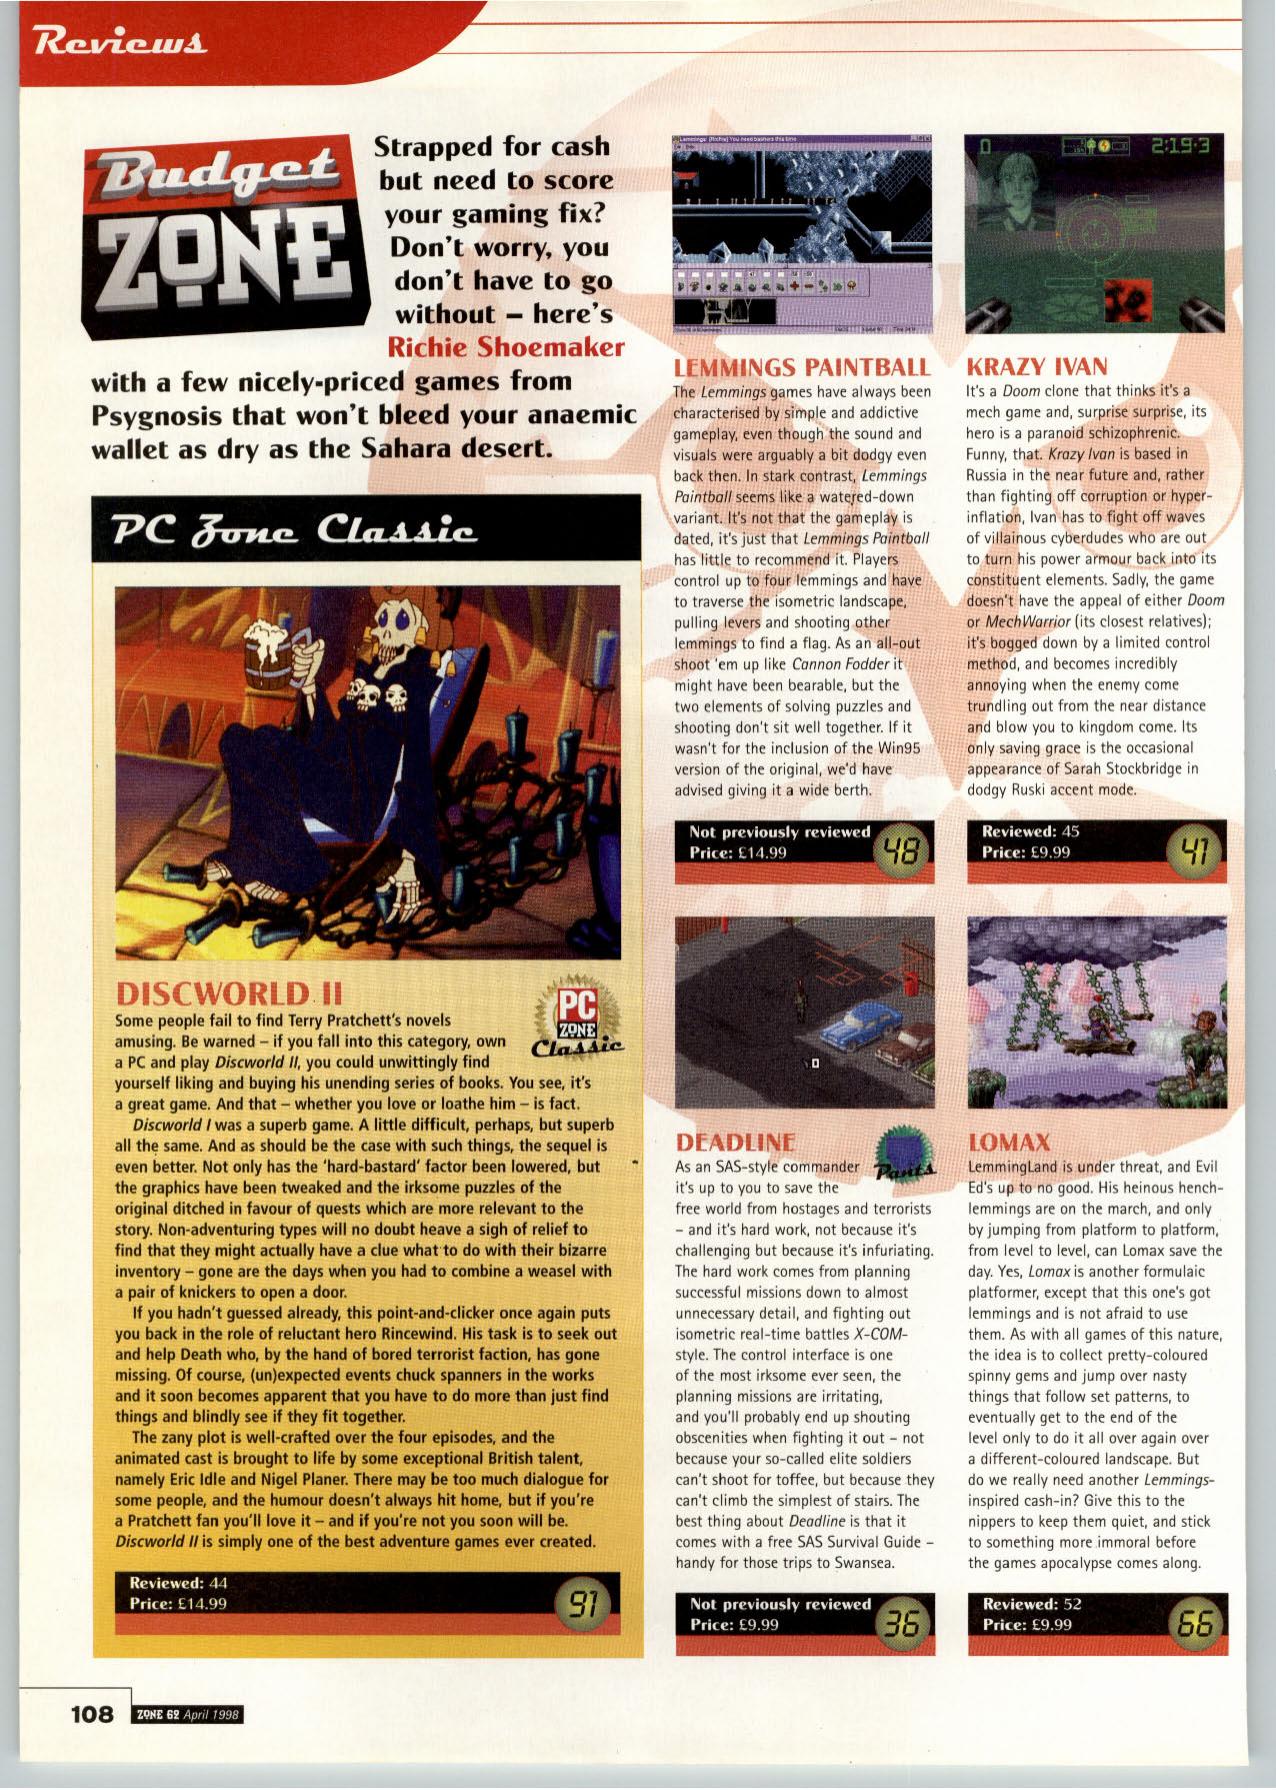 Reviews
Budget
ZONE
Strapped for cash
but need to score
your gaming fix?
Don't worry, you
don't have to go
without – here's
Richie Shoemaker
with a few nicely-priced games from
Psygnosis that won't bleed your anaemic
wallet as dry as the Sahara desert.
PC Zone Classic
DISCWORLD II
PC
ZONE
Classic
Some people fail to find Terry Pratchett's novels
amusing. Be warned – if you fall into this category, own
a PC and play Discworld II, you could unwittingly find
yourself liking and buying his unending series of books. You see, it's
a great game. And that – whether you love or loathe him – is fact.
Discworld I was a superb game. A little difficult, perhaps, but superb
all the same. And as should be the case with such things, the sequel is
even better. Not only has the 'hard-bastard' factor been lowered, but
the graphics have been tweaked and the irksome puzzles of the
original ditched in favour of quests which are more relevant to the
story. Non-adventuring types will no doubt heave a sigh of relief to
find that they might actually have a clue what to do with their bizarre
inventory – gone are the days when you had to combine a weasel with
a pair of knickers to open a door.
If you hadn't guessed already, this point-and-clicker once again puts
you back in the role of reluctant hero Rincewind. His task is to seek out
and help Death who, by the hand of bored terrorist faction, has gone
missing. Of course, (un)expected events chuck spanners in the works
and it soon becomes apparent that you have to do more than just find
things and blindly see if they fit together.
The zany plot is well-crafted over the four episodes, and the
animated cast is brought to life by some exceptional British talent,
namely Eric Idle and Nigel Planer. There may be too much dialogue for
some people, and the humour doesn't always hit home, but if you're
a Pratchett fan you'll love it – and if you're not you soon will be.
Discworld II is simply one of the best adventure games ever created.
Reviewed: 44
Price: £14.99
91
Lemmings [Richie] You need bashers this time
LEMMINGS PAINTBALL
The Lemmings games have always been
characterised by simple and addictive
gameplay, even though the sound and
visuals were arguably a bit dodgy even
back then. In stark contrast, Lemmings
Paintball seems like a watered-down
variant. It's not that the gameplay is
dated, it's just that Lemmings Paintball
has little to recommend it. Players
control up to four lemmings and have
to traverse the isometric landscape,
pulling levers and shooting other
lemmings to find a flag. As an all-out
shoot 'em up like Cannon Fodder it
might have been bearable, but the
two elements of solving puzzles and
shooting don't sit well together. If it
wasn't for the inclusion of the Win95
version of the original, we'd have
advised giving it a wide berth.
Not previously reviewed
Price: £14.99
48
0
2:19:3
KRAZY IVAN
It's a Doom clone that thinks it's a
mech game and, surprise surprise, its
hero is a paranoid schizophrenic.
Funny, that. Krazy Ivan is based in
Russia in the near future and, rather
than fighting off corruption or hyper-
inflation, Ivan has to fight off waves
of villainous cyberdudes who are out
to turn his power armour back into its
constituent elements. Sadly, the game
doesn't have the appeal of either Doom
or MechWarrior (its closest relatives);
it's bogged down by a limited control
method, and becomes incredibly
annoying when the enemy come
trundling out from the near distance
and blow you to kingdom come. Its
only saving grace is the occasional
appearance of Sarah Stockbridge in
dodgy Ruski accent mode.
Reviewed: 45
Price: £9.99
41
DEADLINE
Pants
As an SAS-style commander
it's up to you to save the
free world from hostages and terrorists
– and it's hard work, not because it's
challenging but because it's infuriating.
The hard work comes from planning
successful missions down to almost
unnecessary detail, and fighting out
isometric real-time battles X-COM-
style. The control interface is one
of the most irksome ever seen, the
planning missions are irritating,
and you'll probably end up shouting
obscenities when fighting it out – not
because your so-called elite soldiers
can't shoot for toffee, but because they
can't climb the simplest of stairs. The
best thing about Deadline is that it
comes with a free SAS Survival Guide –
handy for those trips to Swansea.
Not previously reviewed
Price: £9.99
36
LOMAX
LemmingLand is under threat, and Evil
Ed's up to no good. His heinous hench-
lemmings are on the march, and only
by jumping from platform to platform,
from level to level, can Lomax save the
day. Yes, Lomax is another formulaic
platformer, except that this one's got
lemmings and is not afraid to use
them. As with all games of this nature,
the idea is to collect pretty-coloured
spinny gems and jump over nasty
things that follow set patterns, to
eventually get to the end of the
level only to do it all over again over
a different-coloured landscape. But
do we really need another Lemmings-
inspired cash-in? Give this to the
nippers to keep them quiet, and stick
to something more immoral before
the games apocalypse comes along.
Reviewed: 52
Price: £9.99
66
108
ZONE 62 April 1998